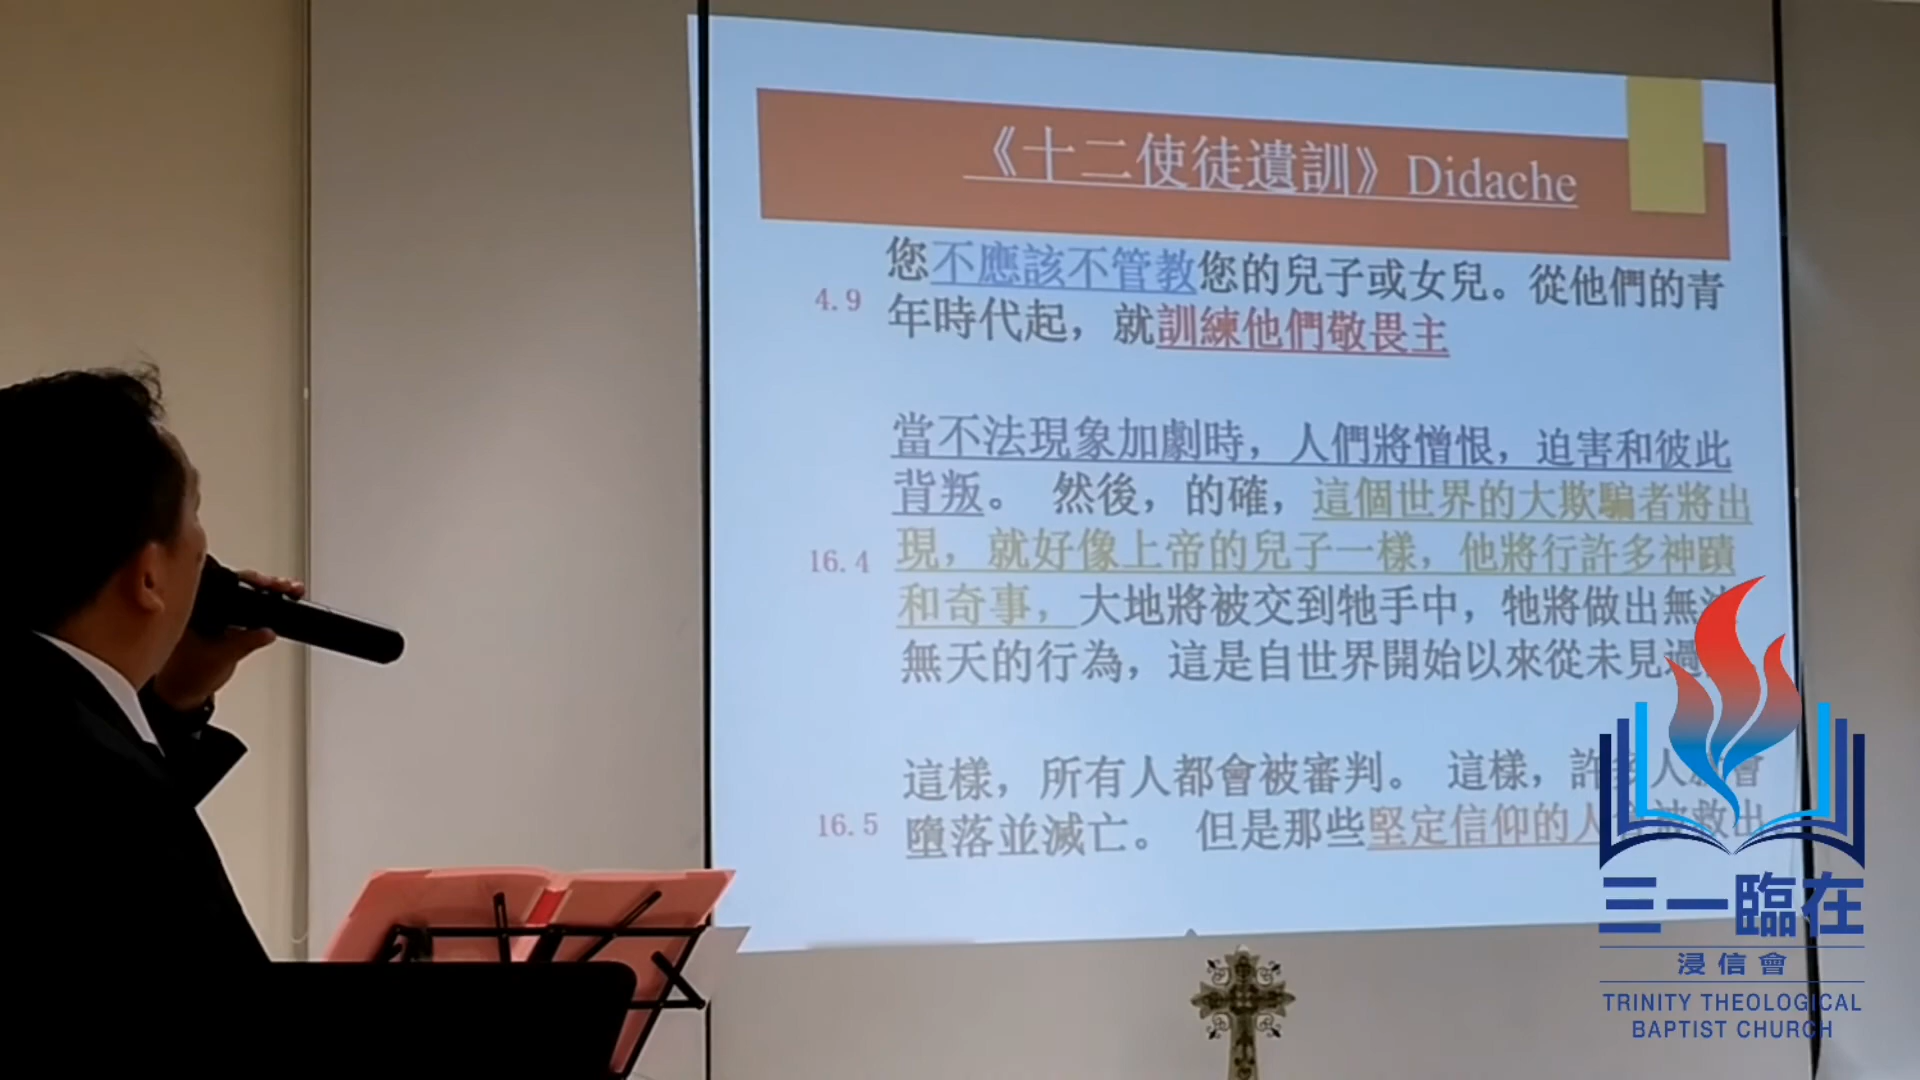 《十二使徒遺訓》Didache
4.9
您不應該不管教您的兒子或女兒。從他們的青
年時代起，就訓練他們敬畏主
16.4
當不法現象加劇時，人們將憎恨，迫害和彼此
背叛。 然後，的確，這個世界的大欺騙者將出
現，就好像上帝的兒子一樣，他將行許多神蹟
和奇事，大地將被交到牠手中，牠將做出無法
無天的行為，這是自世界開始以來從未見過
16.5
這樣，所有人都會被審判。 這樣，許多人 會
墮落並滅亡。 但是那些堅定信仰的人 被救出
三一臨在
浸信會
TRINITY THEOLOGICAL
BAPTIST CHURCH